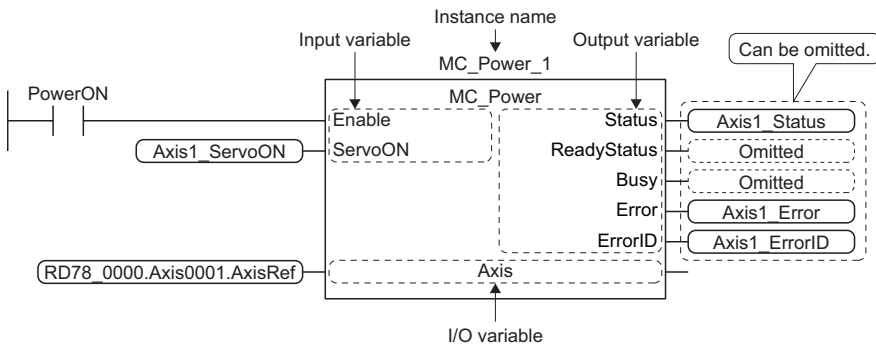 Instance name
Input variable
Output variable
Can be omitted.
MC_Power_1
PowerON
MC_Power
Enable
Status
Axis1_Status
Axis1_ServoON
ServoON
ReadyStatus
Omitted
Busy
Omitted
Error
Axis1_Error
ErrorID
Axis1_ErrorID
RD78_0000.Axis0001.AxisRef
Axis
I/O variable